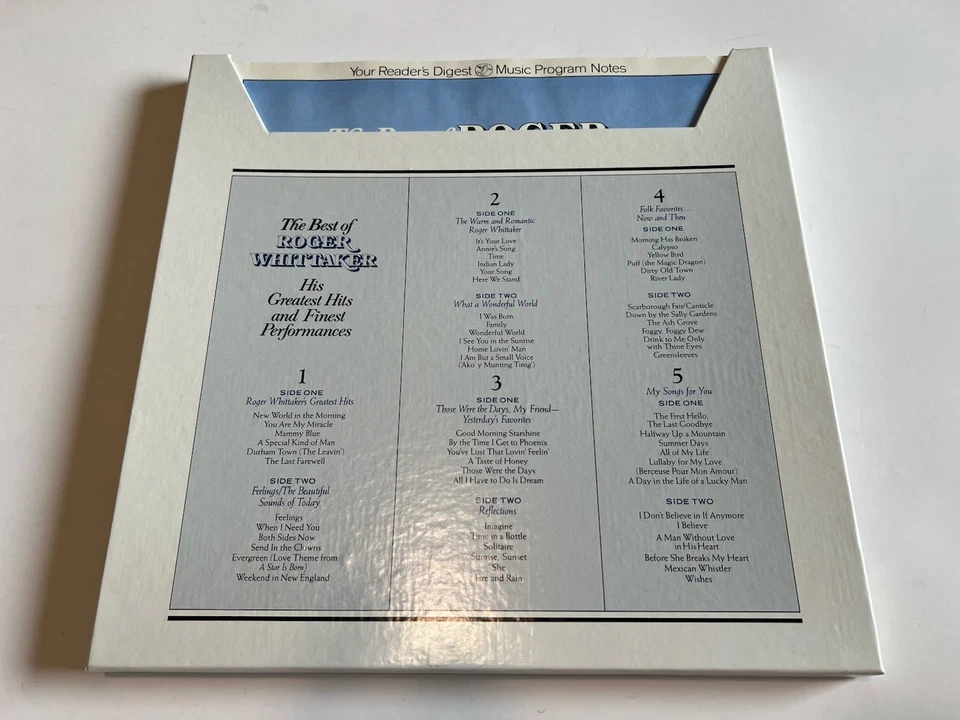 Your Reader's Digest Music Program Notes
The Best of ROGER
The Best of
ROGER
WHITTAKER
His
Greatest Hits
and Finest
Performances
1
SIDE ONE
Roger Whittaker's Greatest Hits
New World in the Morning
You Are My Miracle
Mammy Blue
A Special Kind of Man
Durham Town (The Leavin')
The Last Farewell
SIDE TWO
Feelings/The Beautiful
Sounds of Today
Feelings
When I Need You
Both Sides Now
Send In the Clowns
Evergreen (Love Theme from
A Star Is Born)
Weekend in New England
2
SIDE ONE
The Warm and Romantic
Roger Whittaker
It's Your Love
Annie's Song
Time
Indian Lady
Your Song
Here We Stand
SIDE TWO
What a Wonderful World
I Was Born
Family
Wonderful World
I See You in the Sunrise
Home Lovin' Man
I Am But a Small Voice
(Ako'y Munting Tinig)
3
SIDE ONE
Those Were the Days, My Friend—
Yesterday's Favorites
Good Morning Starshine
By the Time I Get to Phoenix
You've Lost That Lovin' Feelin'
A Taste of Honey
Those Were the Days
All I Have to Do Is Dream
SIDE TWO
Reflections
Imagine
Time in a Bottle
Solitaire
Sunrise, Sunset
She
Fire and Rain
4
Folk Favorites
Now and Then
SIDE ONE
Morning Has Broken
Calypso
Yellow Bird
Puff (the Magic Dragon)
Dirty Old Town
River Lady
SIDE TWO
Scarborough Fair/Canticle
Down by the Sally Gardens
The Ash Grove
Foggy, Foggy Dew
Drink to Me Only
with Thine Eyes
Greensleeves
5
My Songs for You
SIDE ONE
The First Hello,
The Last Goodbye
Halfway Up a Mountain
Summer Days
All of My Life
Lullaby for My Love
(Berceuse Pour Mon Amour)
A Day in the Life of a Lucky Man
SIDE TWO
I Don't Believe in If Anymore
I Believe
A Man Without Love
in His Heart
Before She Breaks My Heart
Mexican Whistler
Wishes